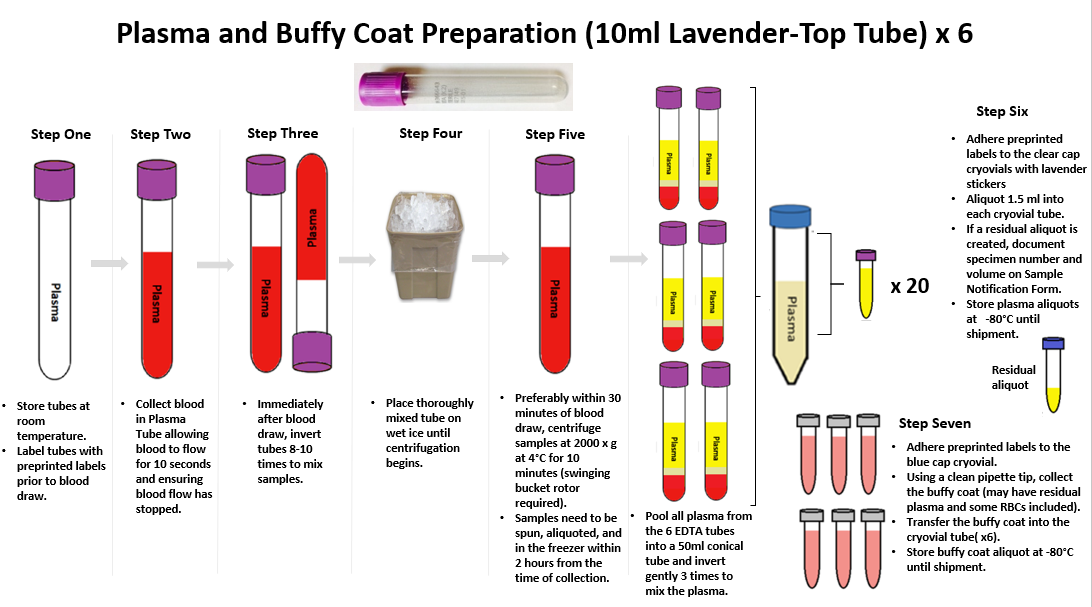 Plasma and Buffy Coat Preparation (10ml Lavender-Top Tube) x 6
Step One
Plasma
• Store tubes at
room
temperature.
• Label tubes with
preprinted labels
prior to blood
draw.
Step Two
Plasma
• Collect blood
in Plasma
Tube allowing
blood to flow
for 10 seconds
and ensuring
blood flow has
stopped.
Step Three
Plasma
Plasma
• Immediately
after blood
draw, invert
tubes 8-10
times to mix
samples.
Step Four
• Place thoroughly
mixed tube on
wet ice until
centrifugation
begins.
Step Five
Plasma
• Preferably within 30
minutes of blood
draw, centrifuge
samples at 2000 x g
at 4°C for 10
minutes (swinging
bucket rotor
required).
• Samples need to be
spun, aliquoted, and
in the freezer within
2 hours from the
time of collection.
Plasma
Plasma
Plasma
Plasma
Plasma
Plasma
• Pool all plasma from
the 6 EDTA tubes
into a 50ml conical
tube and invert
gently 3 times to
mix the plasma.
Plasma
x 20
Step Six
• Adhere preprinted
labels to the clear cap
cryovials with lavender
stickers
• Aliquot 1.5 ml into
each cryovial tube.
• If a residual aliquot is
created, document
specimen number and
volume on Sample
Notification Form.
• Store plasma aliquots
at -80°C until
shipment.
Residual
aliquot
Step Seven
• Adhere preprinted labels to the
blue cap cryovial.
• Using a clean pipette tip, collect
the buffy coat (may have residual
plasma and some RBCs included).
• Transfer the buffy coat into the
cryovial tube( x6).
• Store buffy coat aliquot at -80°C
until shipment.